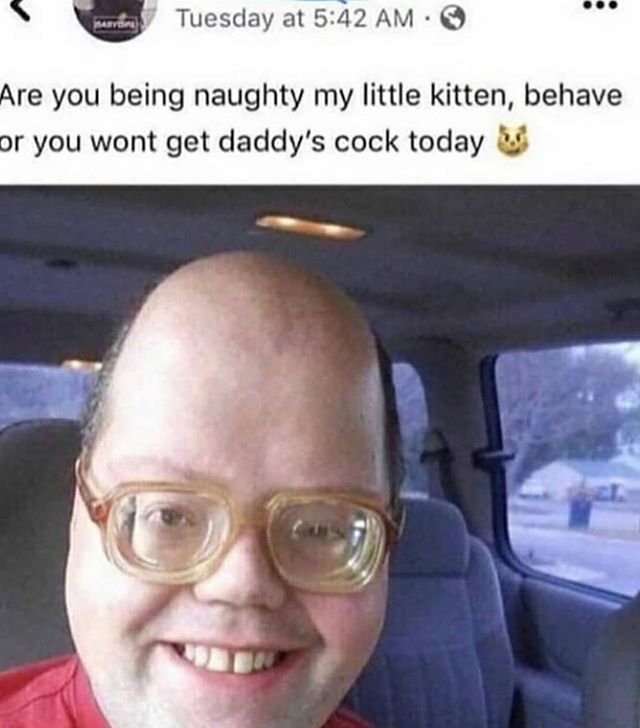 Tuesday at 5:42 AM ·
Are you being naughty my little kitten, behave
or you wont get daddy's cock today 😼